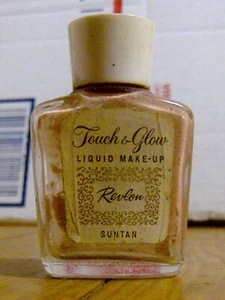 Touch & Glow
LIQUID MAKE-UP
Revlon
SUNTAN